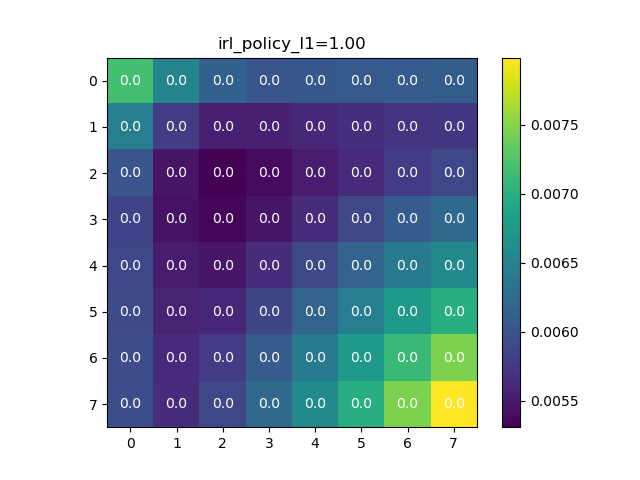 irl_policy_l1=1.00
0 0.0 0.0 0.0 0.0 0.0 0.0 0.0 0.0
1 0.0 0.0 0.0 0.0 0.0 0.0 0.0 0.0
2 0.0 0.0 0.0 0.0 0.0 0.0 0.0 0.0
3 0.0 0.0 0.0 0.0 0.0 0.0 0.0 0.0
4 0.0 0.0 0.0 0.0 0.0 0.0 0.0 0.0
5 0.0 0.0 0.0 0.0 0.0 0.0 0.0 0.0
6 0.0 0.0 0.0 0.0 0.0 0.0 0.0 0.0
7 0.0 0.0 0.0 0.0 0.0 0.0 0.0 0.0
0 1 2 3 4 5 6 7
0.0075
0.0070
0.0065
0.0060
0.0055